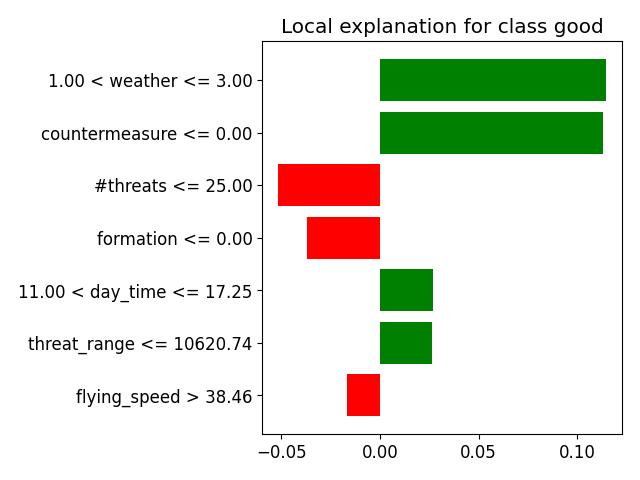 Local explanation for class good
1.00 < weather <= 3.00
countermeasure <= 0.00
#threats <= 25.00
formation <= 0.00
11.00 < day_time <= 17.25
threat_range <= 10620.74
flying_speed > 38.46
−0.05 0.00 0.05 0.10